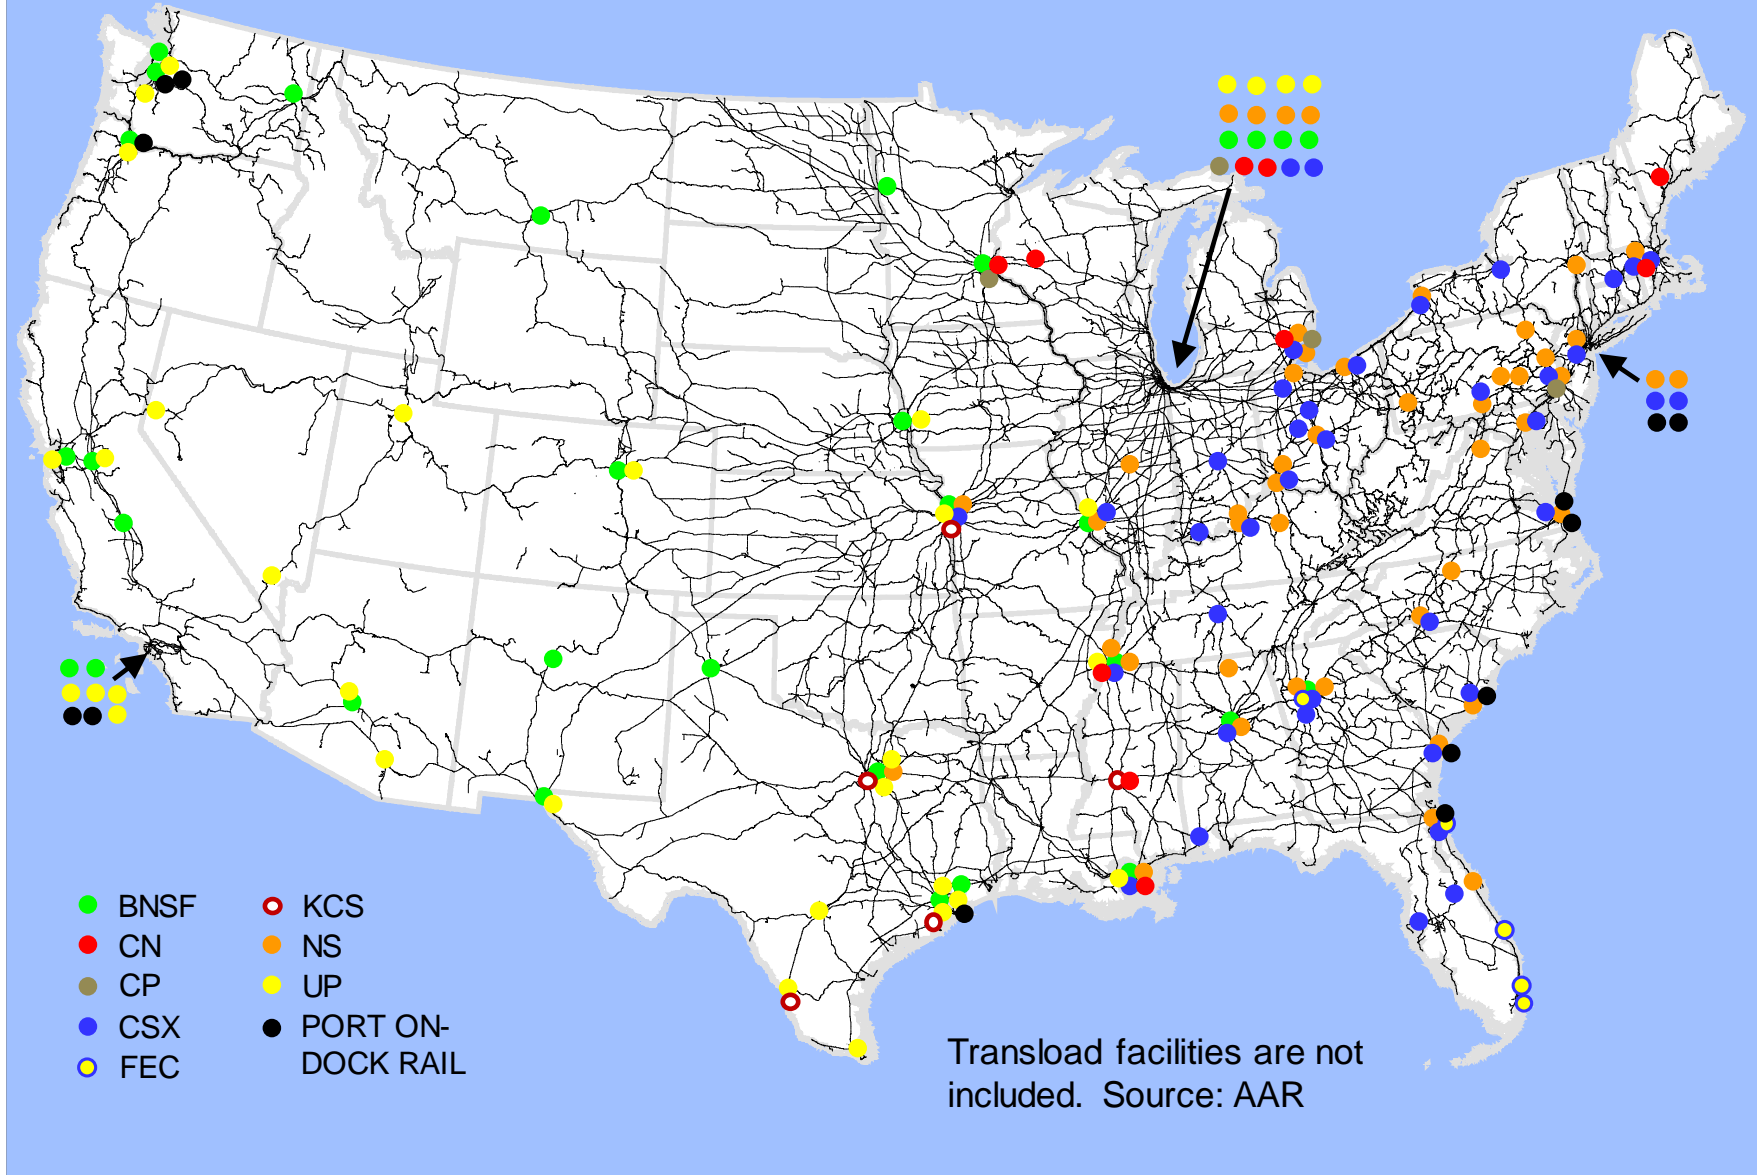 BNSF
CN
CP
CSX
FEC
KCS
NS
UP
PORT ON-
DOCK RAIL
Transload facilities are not
included. Source: AAR